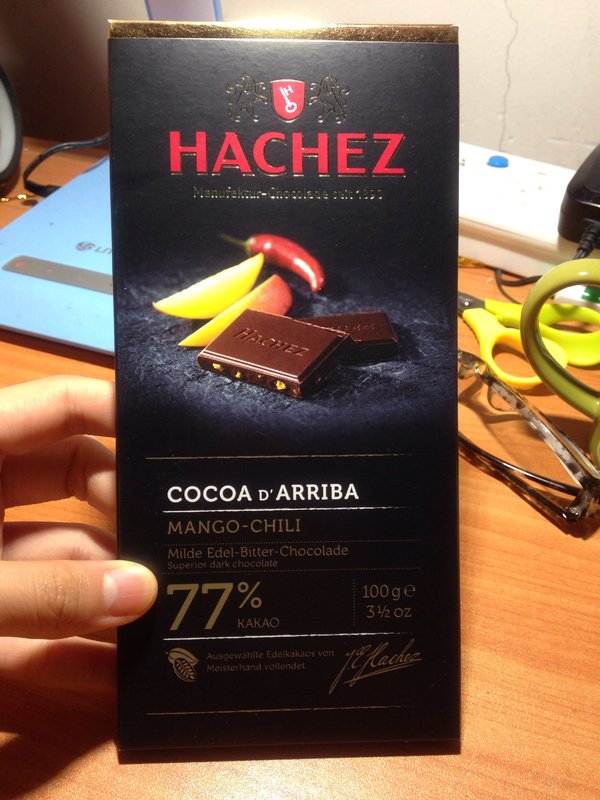 HACHEZ
Manufaktur-Chocolade seit 1890
HACHEZ
COCOA D'ARRIBA
MANGO-CHILI
Milde Edel-Bitter-Chocolade
Superior dark chocolate
77%
KAKAO
100 g e
3½ oz
Ausgewählte Edelkakaos von
Meisterhand vollendet